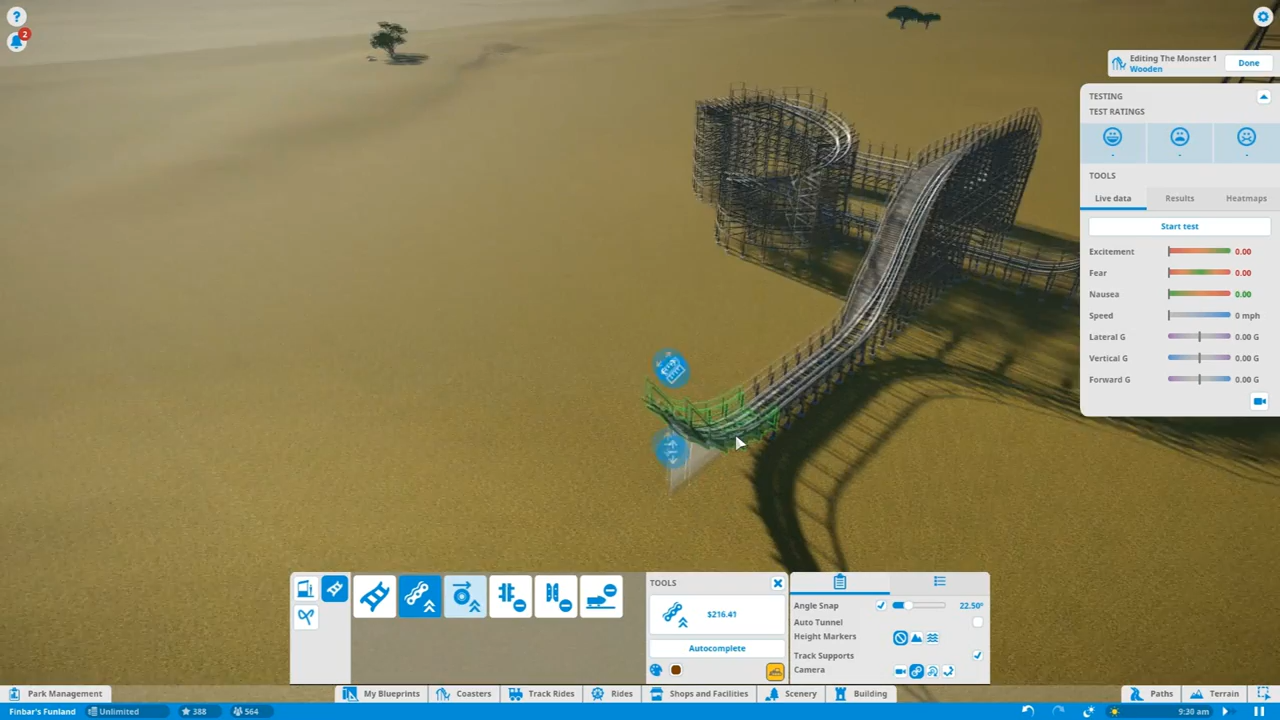 ?
2
Editing The Monster 1
Wooden
Done
TESTING
TEST RATINGS
-
-
-
TOOLS
Live data
Results
Heatmaps
Start test
Excitement
0.00
Fear
0.00
Nausea
0.00
Speed
0 mph
Lateral G
0.00 G
Vertical G
0.00 G
Forward G
0.00 G
TOOLS
$216.41
Autocomplete
Angle Snap
22.50°
Auto Tunnel
Height Markers
Track Supports
Camera
Park Management
My Blueprints
Coasters
Track Rides
Rides
Shops and Facilities
Scenery
Building
Paths
Terrain
Finbar's Funland
Unlimited
388
564
9:30 am